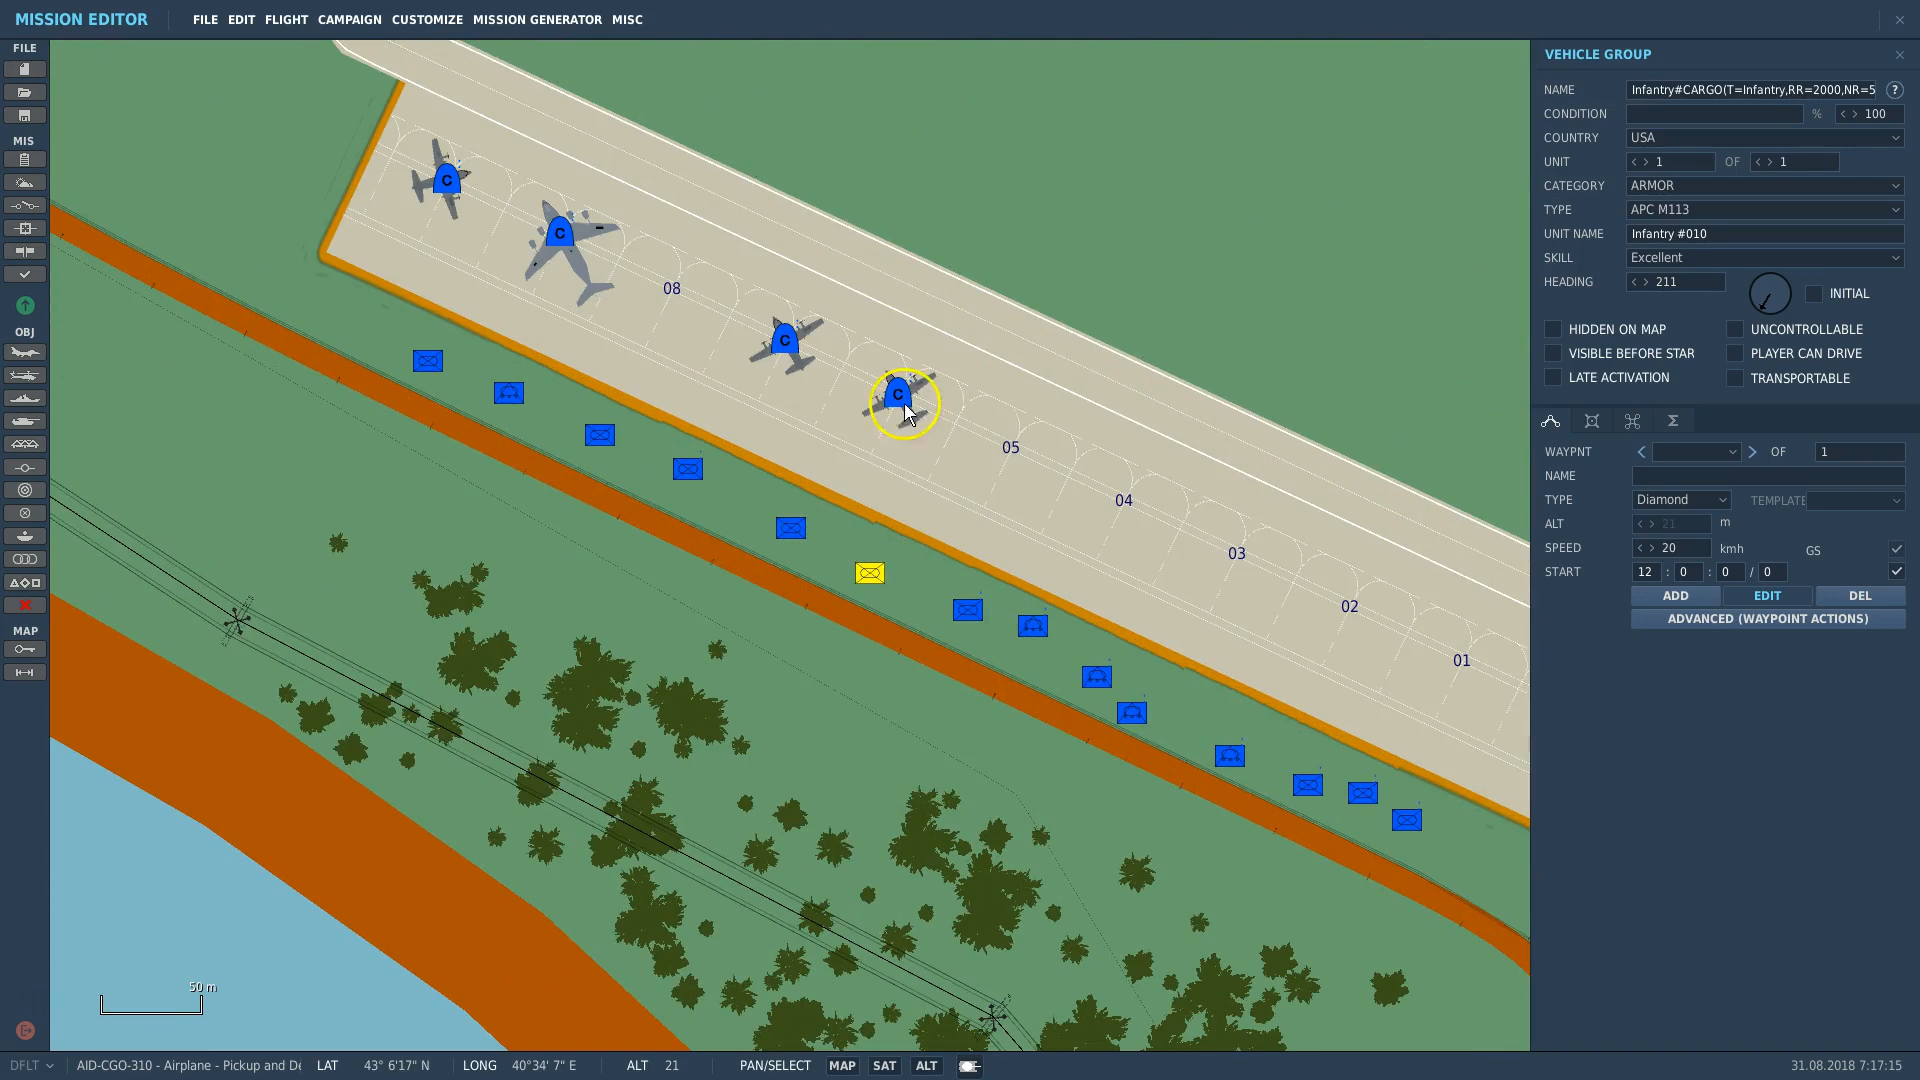 MISSION EDITOR
FILE EDIT FLIGHT CAMPAIGN CUSTOMIZE MISSION GENERATOR MISC
FILE
MIS
OBJ
MAP
C
C
08
C
C
05
04
03
02
01
50 m
VEHICLE GROUP
NAME Infantry#CARGO(T=Infantry,RR=2000,NR=5 ?
CONDITION % < > 100
COUNTRY USA
UNIT < > 1 OF < > 1
CATEGORY ARMOR
TYPE APC M113
UNIT NAME Infantry #010
SKILL Excellent
HEADING < > 211 INITIAL
HIDDEN ON MAP UNCONTROLLABLE
VISIBLE BEFORE STAR PLAYER CAN DRIVE
LATE ACTIVATION TRANSPORTABLE
WAYPNT OF 1
NAME
TYPE Diamond TEMPLATE
ALT < > 21 m
SPEED < > 20 kmh GS
START 12 : 0 : 0 / 0
ADD EDIT DEL
ADVANCED (WAYPOINT ACTIONS)
DFLT AID-CGO-310 - Airplane - Pickup and De LAT 43° 6'17" N LONG 40°34' 7" E ALT 21 PAN/SELECT MAP SAT ALT 31.08.2018 7:17:15